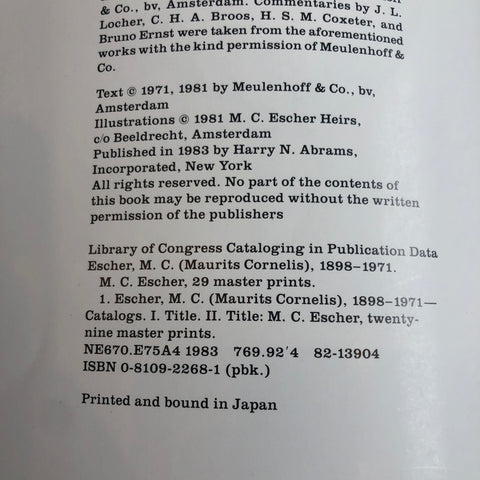 & Co., bv, Amsterdam. Commentaries by J. L.
Locher, C. H. A. Broos, H. S. M. Coxeter, and
Bruno Ernst were taken from the aforementioned
works with the kind permission of Meulenhoff &
Co.
Text © 1971, 1981 by Meulenhoff & Co., bv,
Amsterdam
Illustrations © 1981 M. C. Escher Heirs,
c/o Beeldrecht, Amsterdam
Published in 1983 by Harry N. Abrams,
Incorporated, New York
All rights reserved. No part of the contents of
this book may be reproduced without the written
permission of the publishers
Library of Congress Cataloging in Publication Data
Escher, M. C. (Maurits Cornelis), 1898–1971.
M. C. Escher, 29 master prints.
1. Escher, M. C. (Maurits Cornelis), 1898–1971—
Catalogs. I. Title. II. Title: M. C. Escher, twenty-
nine master prints.
NE670.E75A4 1983 769.92′4 82-13904
ISBN 0-8109-2268-1 (pbk.)
Printed and bound in Japan